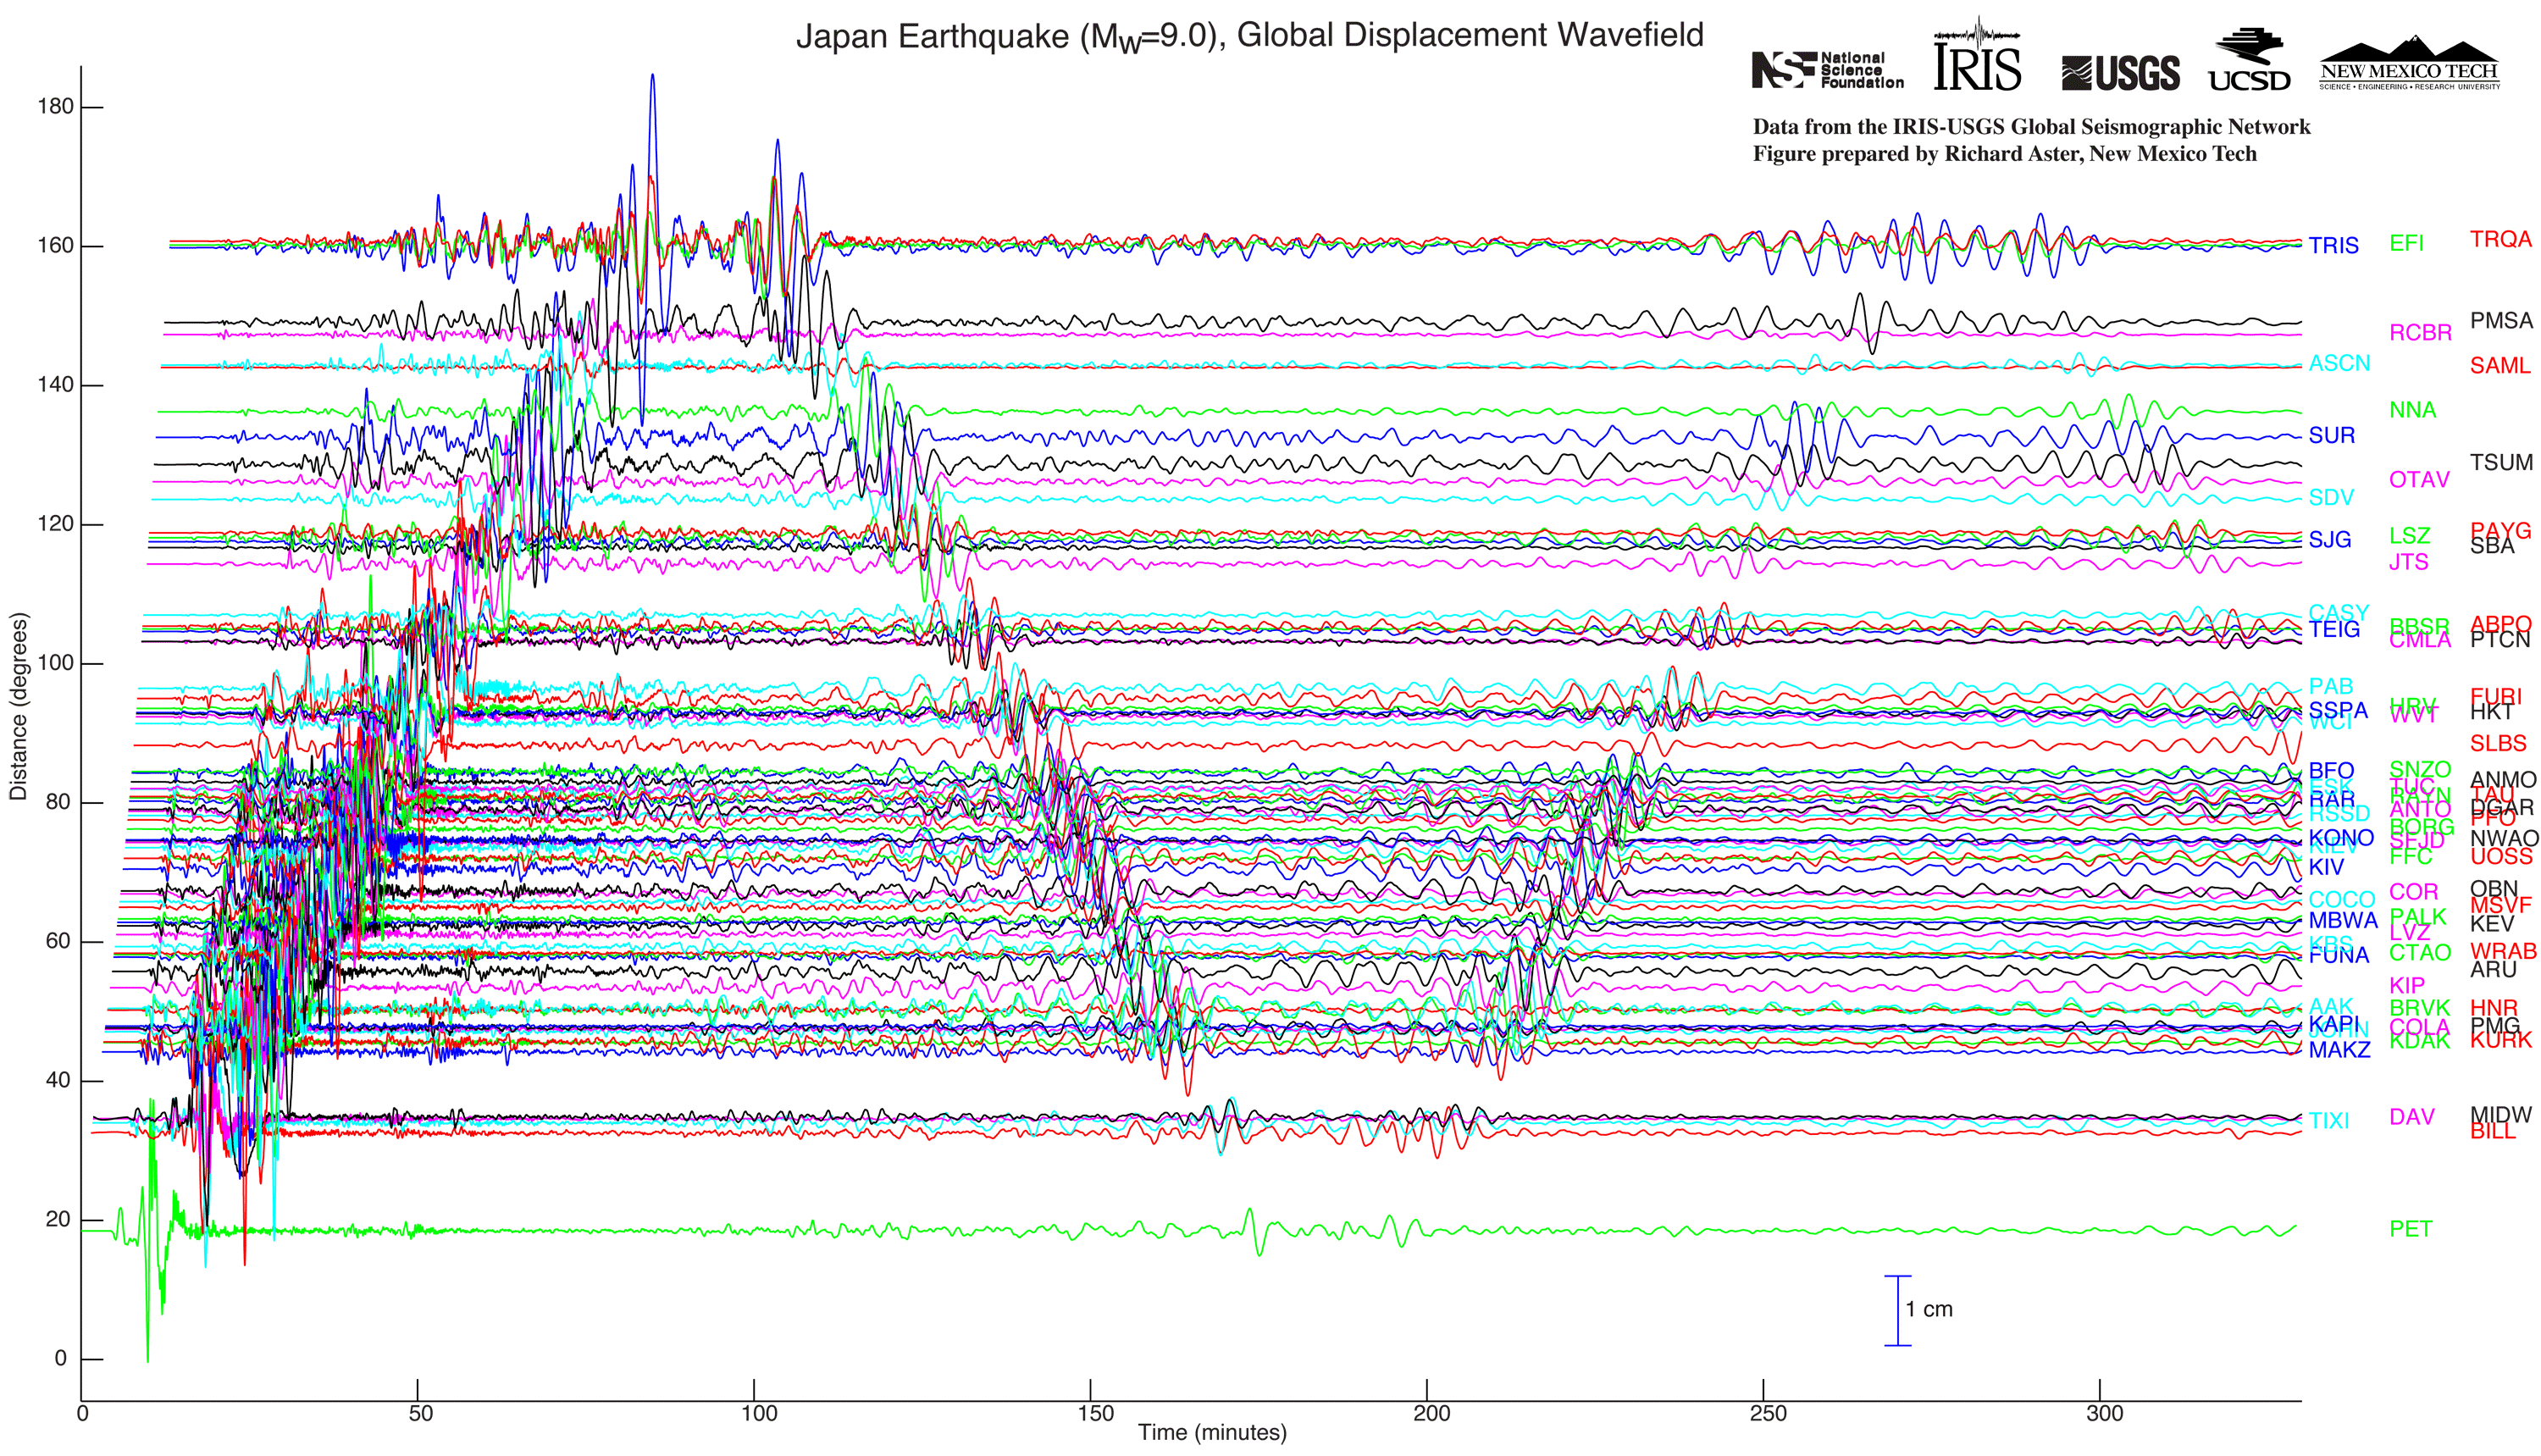 Japan Earthquake (MW=9.0), Global Displacement Wavefield
NSF National Science Foundation
IRIS
USGS
UCSD
NEW MEXICO TECH
SCIENCE • ENGINEERING • RESEARCH UNIVERSITY
Data from the IRIS-USGS Global Seismographic Network
Figure prepared by Richard Aster, New Mexico Tech
Distance (degrees)
180
160
140
120
100
80
60
40
20
0
TRIS EFI TRQA
PMSA
RCBR
ASCN SAML
NNA
SUR
TSUM
OTAV
SDV
SJG LSZ PAYG
SBA
JTS
CASY
TEIG BBSR ABPO
CMLA PTCN
PAB
FURI
SSPA HRV HKT
WCI WVT
SLBS
BFO SNZO
ESK TUC ANMO
RAR TAU
ANTO DGAR
RSSD
BORG
KONO SFJD NWAO
FFC UOSS
KIV
COCO COR OBN
MSVF
MBWA PALK KEV
LVZ
KBS
FUNA CTAO WRAB
ARU
KIP
AAK BRVK HNR
KAPI COLA PMG
KDAK KURK
MAKZ
TIXI DAV MIDW
BILL
PET
1 cm
0 50 100 150 200 250 300
Time (minutes)